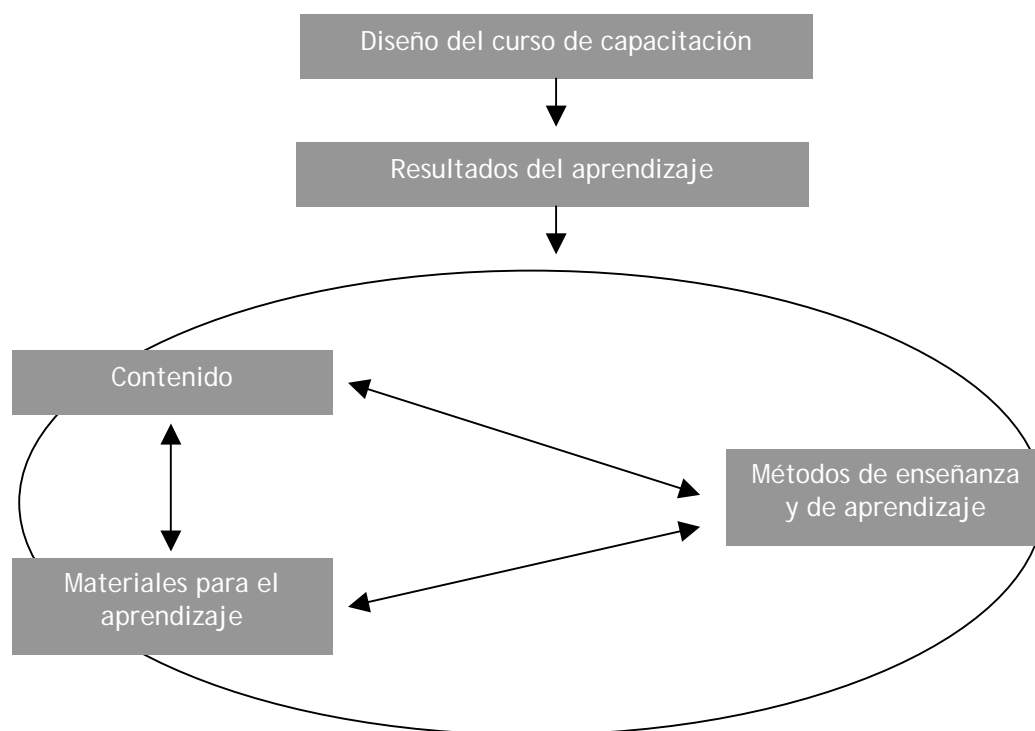 Diseño del curso de capacitación
Resultados del aprendizaje
Contenido
Métodos de enseñanza
y de aprendizaje
Materiales para el
aprendizaje